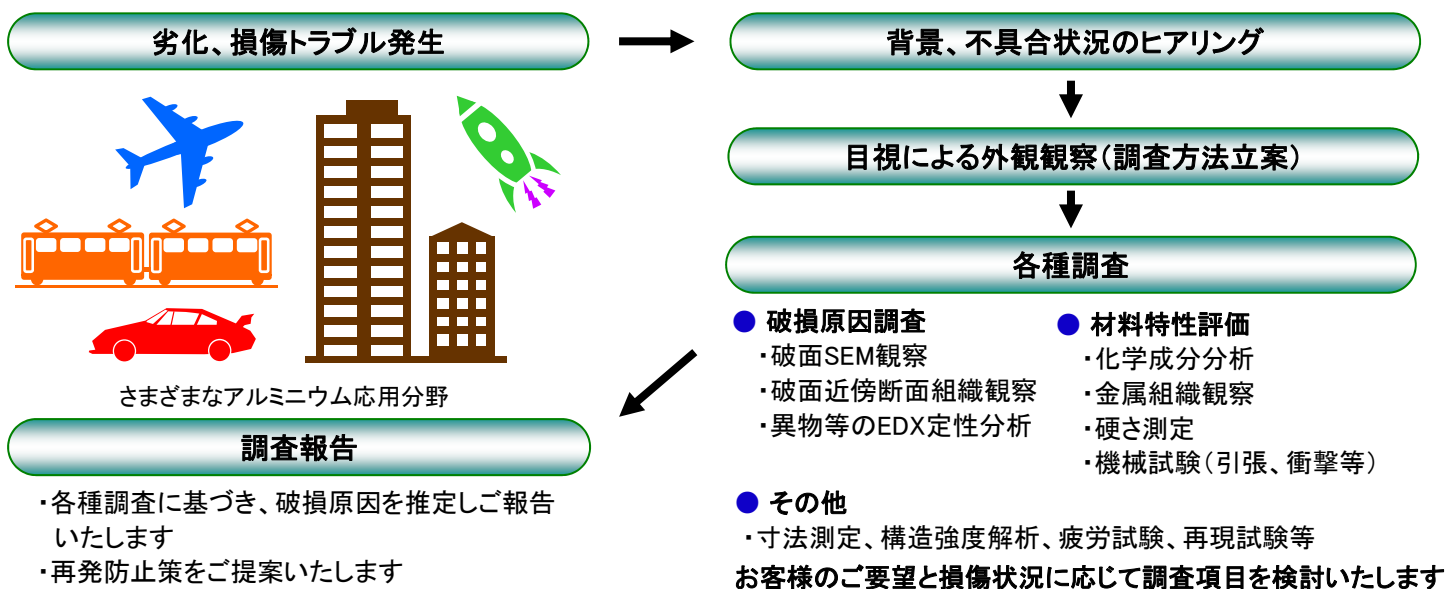 劣化、損傷トラブル発生
さまざまなアルミニウム応用分野
背景、不具合状況のヒアリング
目視による外観観察（調査方法立案）
各種調査
● 破損原因調査
・破面SEM観察
・破面近傍断面組織観察
・異物等のEDX定性分析
● 材料特性評価
・化学成分分析
・金属組織観察
・硬さ測定
・機械試験（引張、衝撃等）
● その他
・寸法測定、構造強度解析、疲労試験、再現試験等
お客様のご要望と損傷状況に応じて調査項目を検討いたします
調査報告
・各種調査に基づき、破損原因を推定しご報告
いたします
・再発防止策をご提案いたします